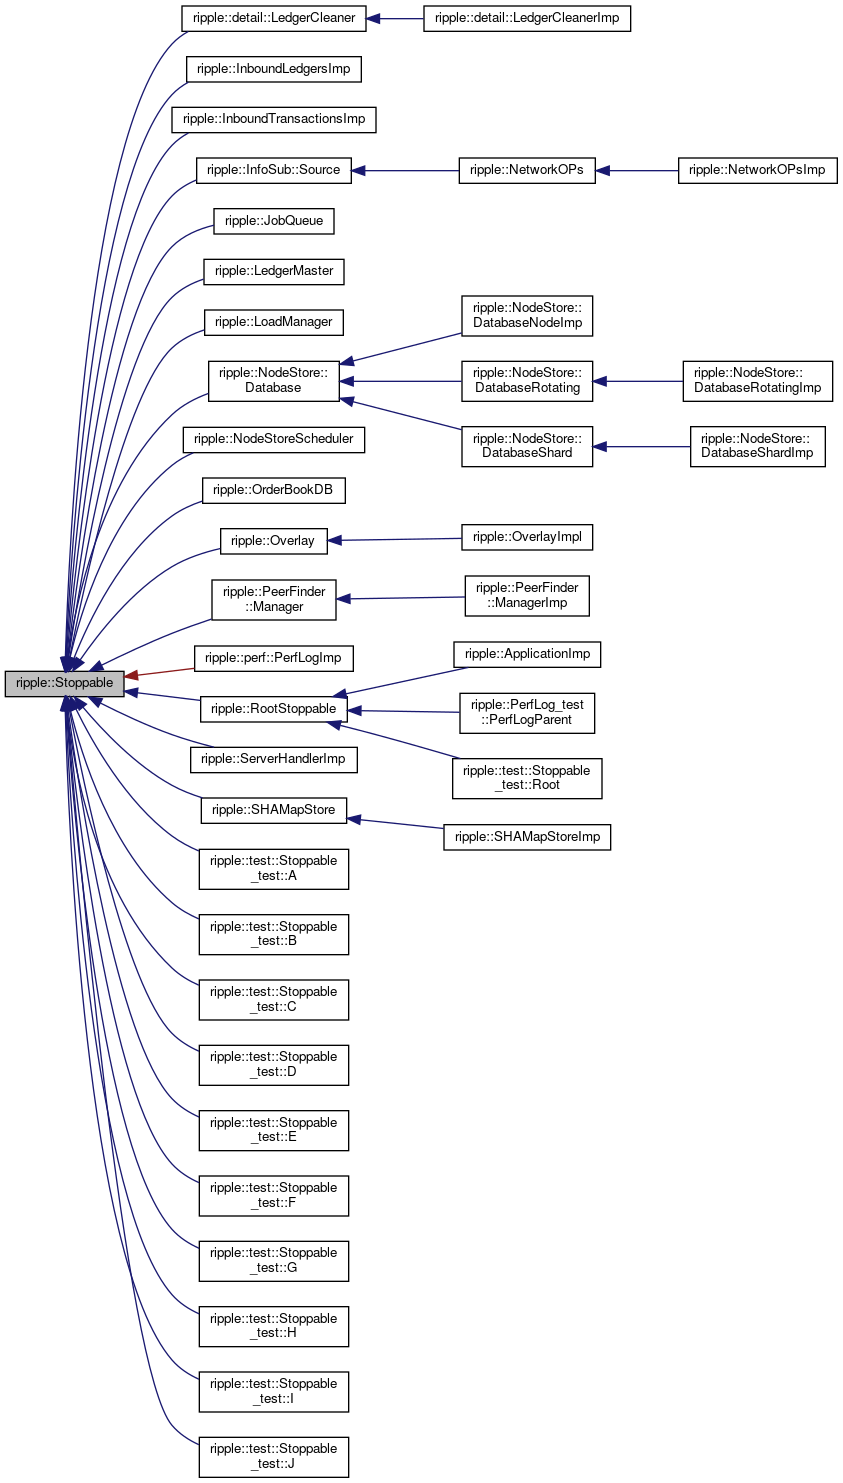 ripple::detail::LedgerCleaner
ripple::detail::LedgerCleanerImp
ripple::InboundLedgersImp
ripple::InboundTransactionsImp
ripple::InfoSub::Source
ripple::NetworkOPs
ripple::NetworkOPsImp
ripple::JobQueue
ripple::LedgerMaster
ripple::LoadManager
ripple::NodeStore::
DatabaseNodeImp
ripple::NodeStore::
Database
ripple::NodeStore::
DatabaseRotating
ripple::NodeStore::
DatabaseRotatingImp
ripple::NodeStoreScheduler
ripple::NodeStore::
DatabaseShard
ripple::NodeStore::
DatabaseShardImp
ripple::OrderBookDB
ripple::Overlay
ripple::OverlayImpl
ripple::PeerFinder
::Manager
ripple::PeerFinder
::ManagerImp
ripple::perf::PerfLogImp
ripple::ApplicationImp
ripple::Stoppable
ripple::RootStoppable
ripple::PerfLog_test
::PerfLogParent
ripple::ServerHandlerImp
ripple::test::Stoppable
_test::Root
ripple::SHAMapStore
ripple::SHAMapStoreImp
ripple::test::Stoppable
_test::A
ripple::test::Stoppable
_test::B
ripple::test::Stoppable
_test::C
ripple::test::Stoppable
_test::D
ripple::test::Stoppable
_test::E
ripple::test::Stoppable
_test::F
ripple::test::Stoppable
_test::G
ripple::test::Stoppable
_test::H
ripple::test::Stoppable
_test::I
ripple::test::Stoppable
_test::J